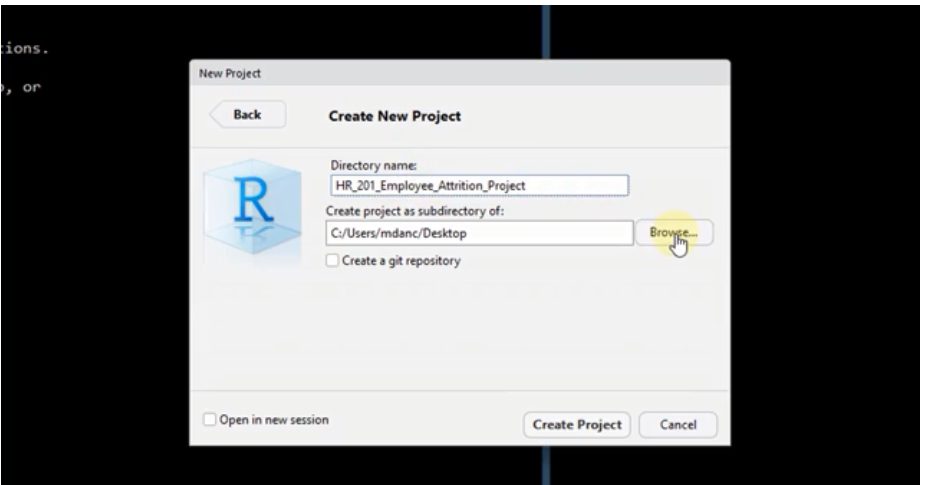 tions.
, or
New Project
Back
Create New Project
R
Directory name:
HR_201_Employee_Attrition_Project
Create project as subdirectory of:
C:/Users/mdanc/Desktop
Browse...
Create a git repository
Open in new session
Create Project
Cancel